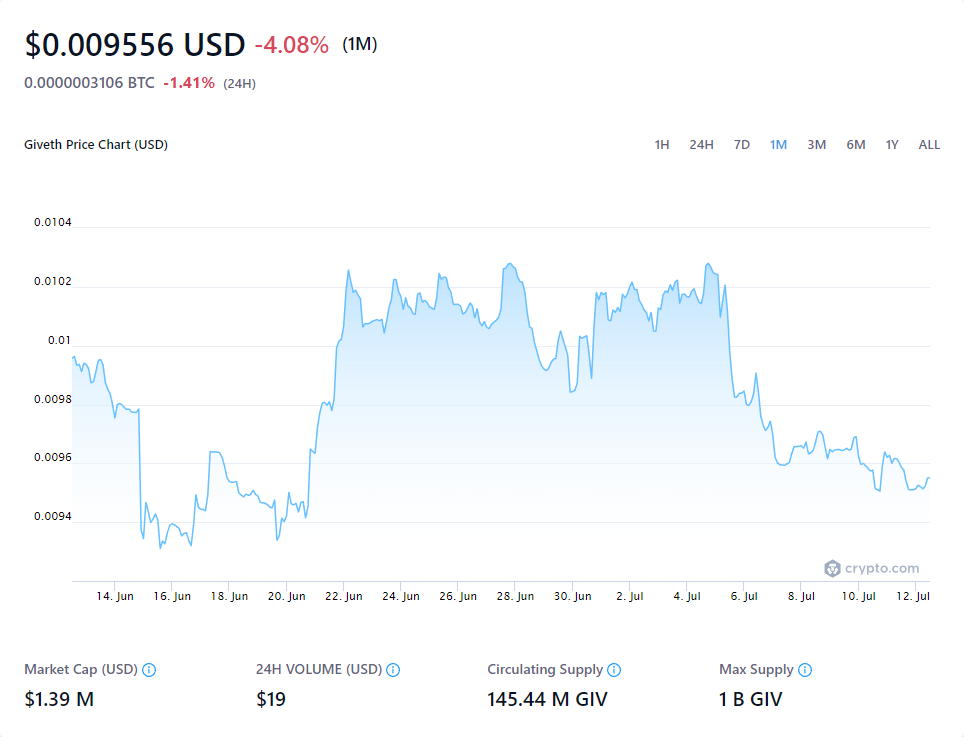 $0.009556 USD -4.08% (1M)
0.0000003106 BTC -1.41% (24H)
Giveth Price Chart (USD) 1H 24H 7D 1M 3M 6M 1Y ALL
0.0104
0.0102
0.01
0.0098
0.0096
0.0094
crypto.com
14. Jun 16. Jun 18. Jun 20. Jun 22. Jun 24. Jun 26. Jun 28. Jun 30. Jun 2. Jul 4. Jul 6. Jul 8. Jul 10. Jul 12. Jul
Market Cap (USD) 24H VOLUME (USD) Circulating Supply Max Supply
$1.39 M $19 145.44 M GIV 1 B GIV